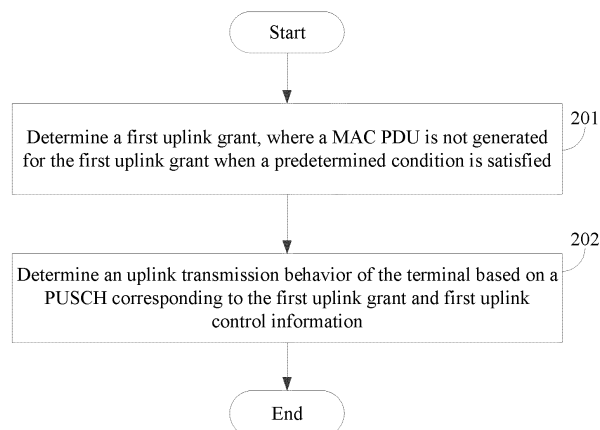 Start
201
Determine a first uplink grant, where a MAC PDU is not generated
for the first uplink grant when a predetermined condition is satisfied
202
Determine an uplink transmission behavior of the terminal based on a
PUSCH corresponding to the first uplink grant and first uplink
control information
End